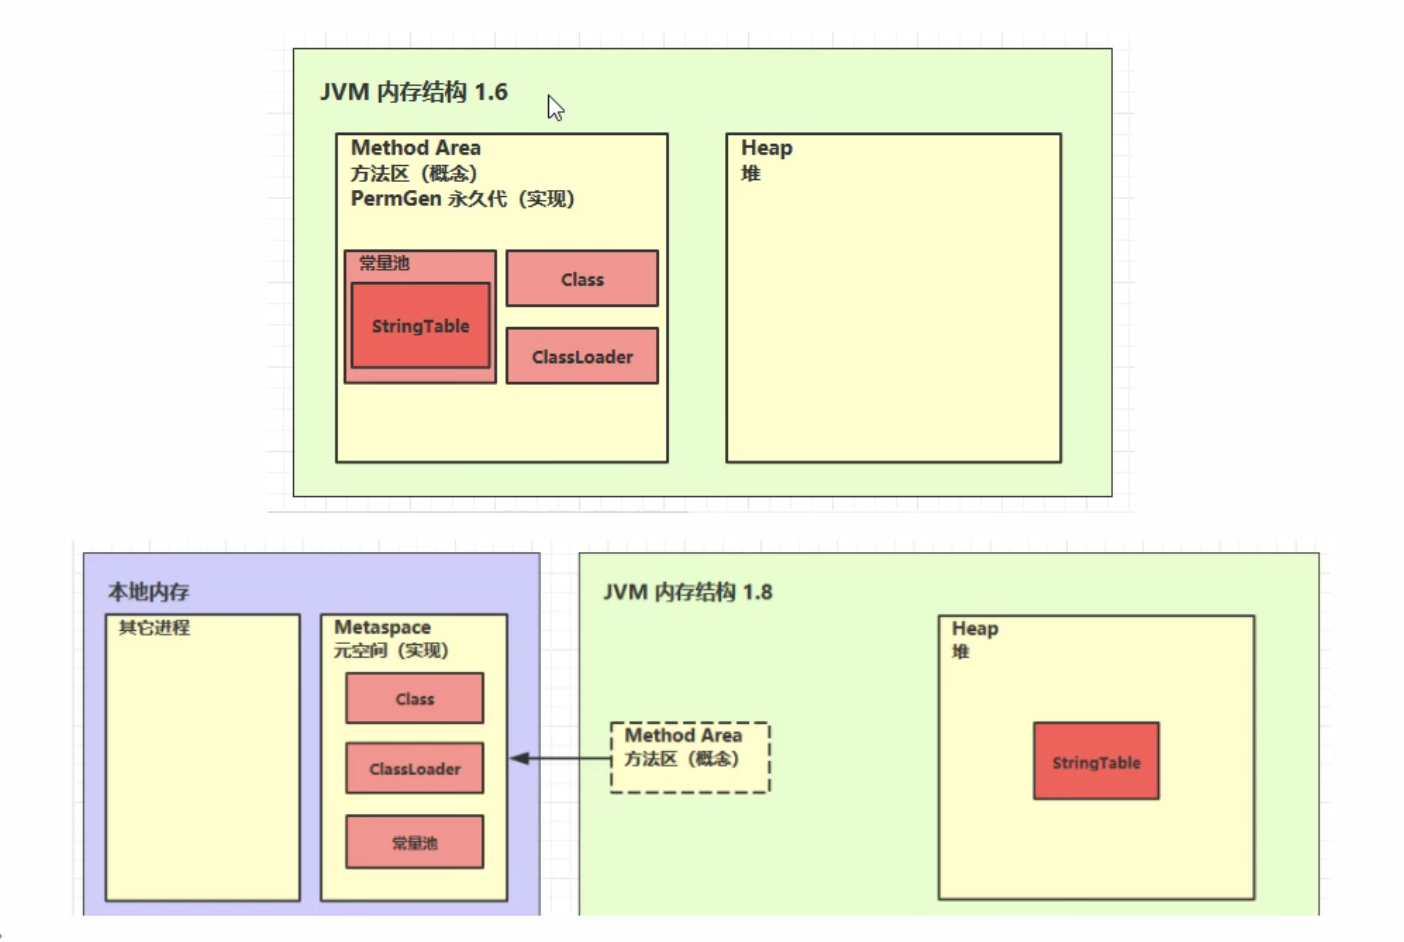 JVM 内存结构 1.6
Method Area
方法区（概念）
PermGen 永久代（实现）
常量池
StringTable
Class
ClassLoader
Heap
堆
本地内存
其它进程
Metaspace
元空间（实现）
Class
ClassLoader
常量池
JVM 内存结构 1.8
Method Area
方法区（概念）
Heap
堆
StringTable